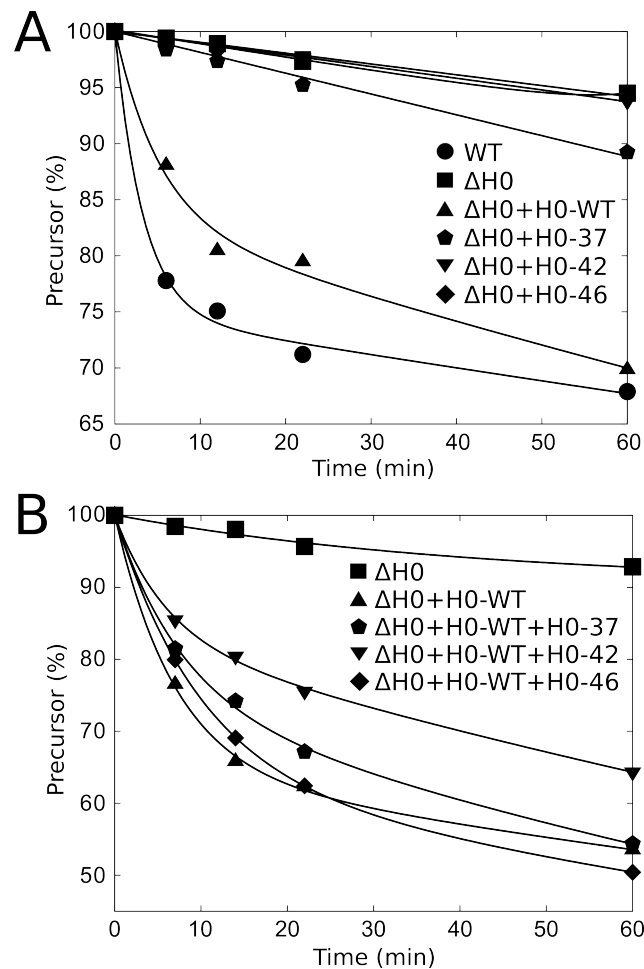 A
100
95
90
85
80
75
70
65
Precursor (%)
WT
ΔH0
ΔH0+H0-WT
ΔH0+H0-37
ΔH0+H0-42
ΔH0+H0-46
0 10 20 30 40 50 60
Time (min)
B
100
90
80
70
60
50
Precursor (%)
ΔH0
ΔH0+H0-WT
ΔH0+H0-WT+H0-37
ΔH0+H0-WT+H0-42
ΔH0+H0-WT+H0-46
0 10 20 30 40 50 60
Time (min)